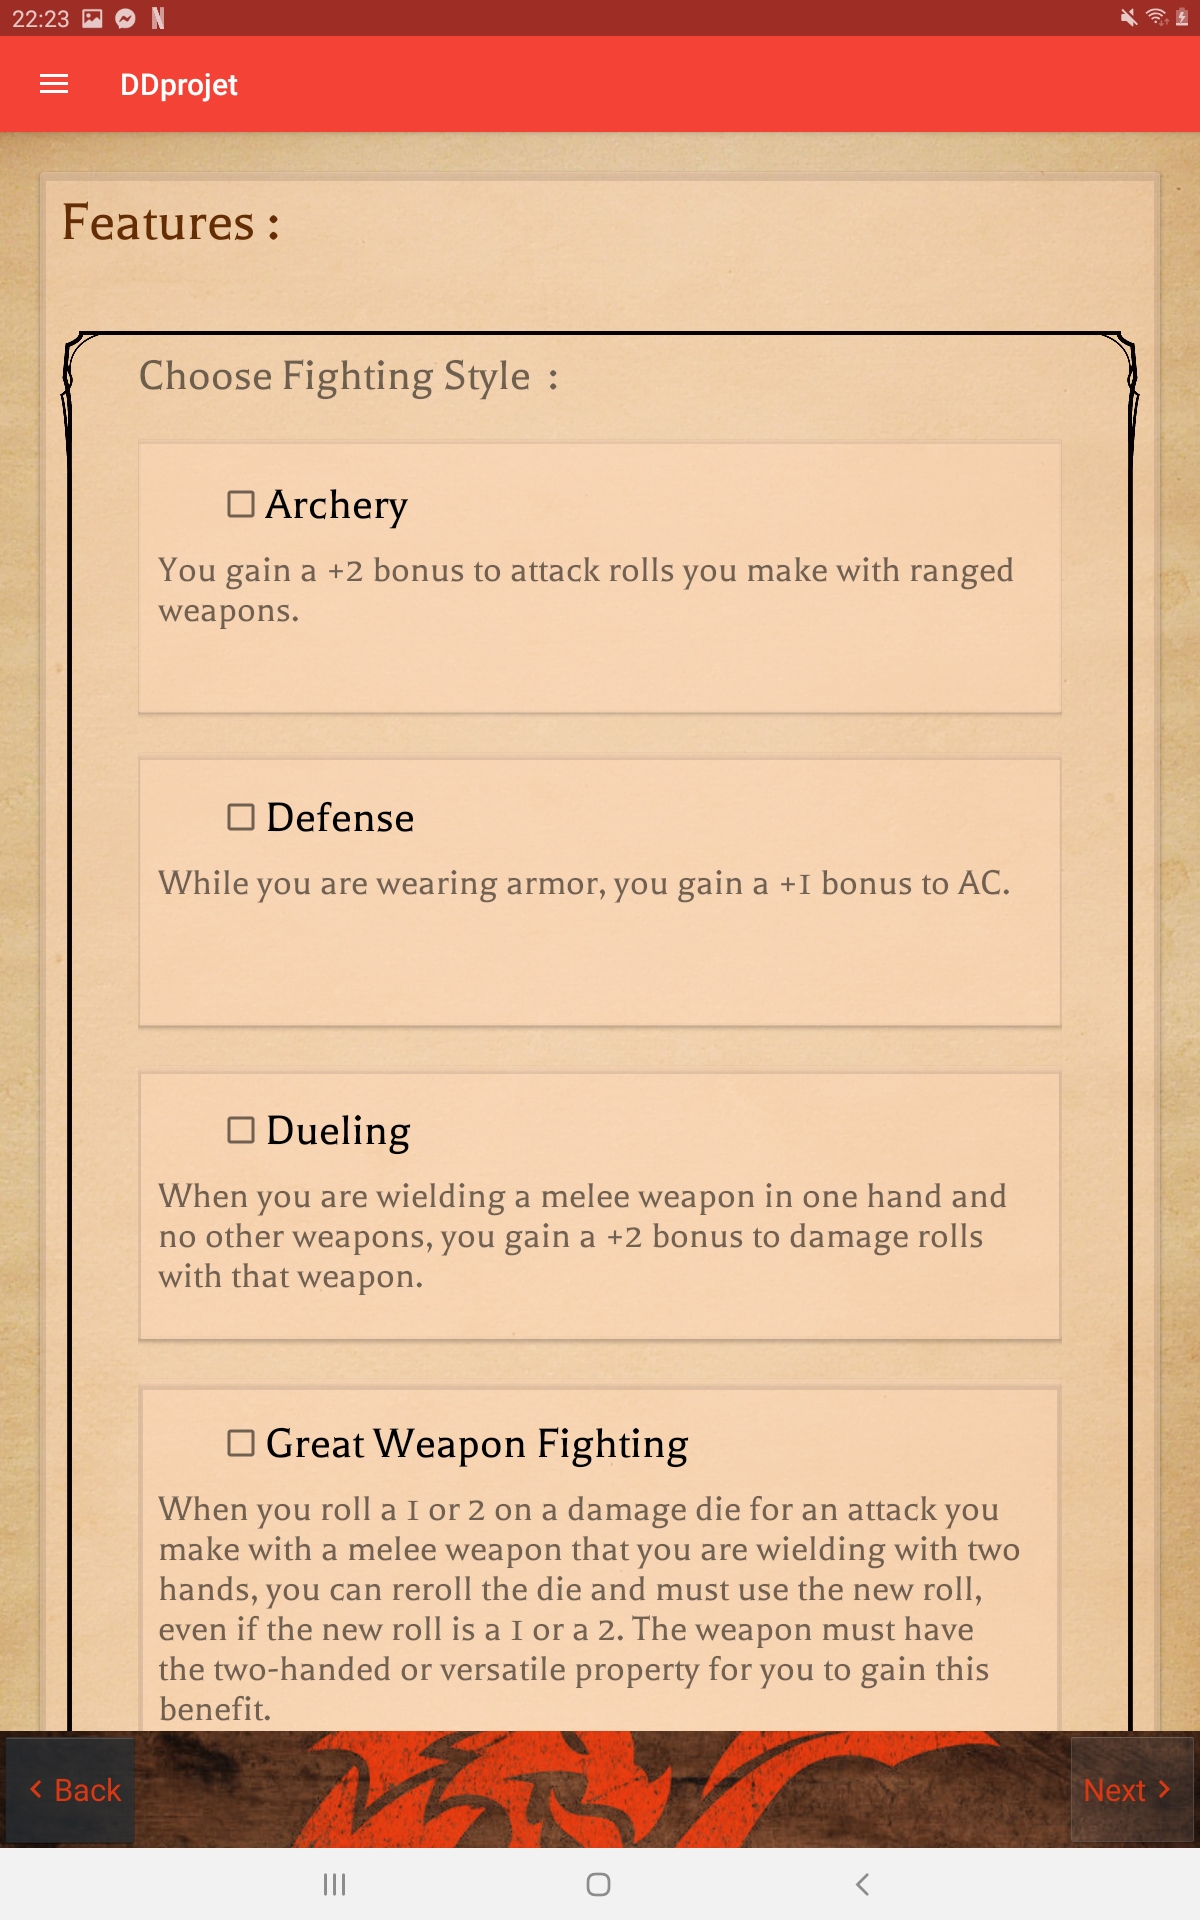 22:23
DDprojet
Features :
Choose Fighting Style :
Archery
You gain a +2 bonus to attack rolls you make with ranged
weapons.
Defense
While you are wearing armor, you gain a +1 bonus to AC.
Dueling
When you are wielding a melee weapon in one hand and
no other weapons, you gain a +2 bonus to damage rolls
with that weapon.
Great Weapon Fighting
When you roll a 1 or 2 on a damage die for an attack you
make with a melee weapon that you are wielding with two
hands, you can reroll the die and must use the new roll,
even if the new roll is a 1 or a 2. The weapon must have
the two-handed or versatile property for you to gain this
benefit.
Back
Next